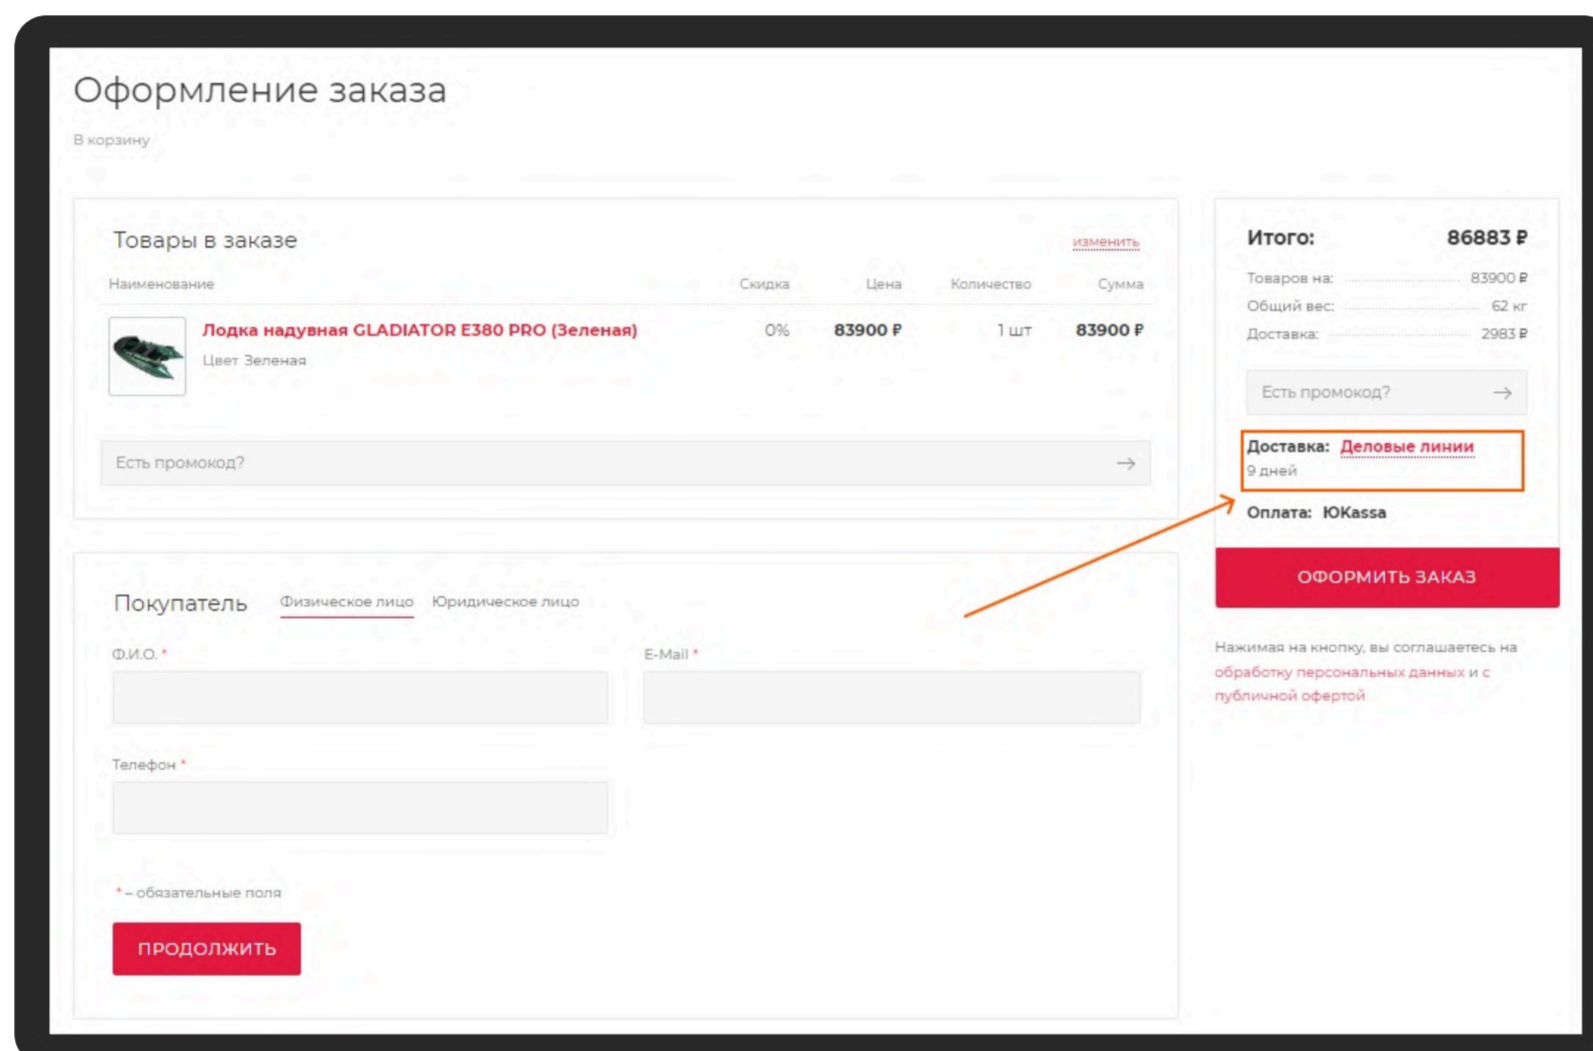 Оформление заказа
В корзину
Товары в заказе
изменить
Наименование Скидка Цена Количество Сумма
Лодка надувная GLADIATOR E380 PRO (Зеленая) 0% 83900 ₽ 1 шт 83900 ₽
Цвет Зеленая
Есть промокод?
Покупатель Физическое лицо Юридическое лицо
Ф.И.О. * E-Mail *
Телефон *
* – обязательные поля
ПРОДОЛЖИТЬ
Итого: 86883 ₽
Товаров на: 83900 ₽
Общий вес: 62 кг
Доставка: 2983 ₽
Есть промокод?
Доставка: Деловые линии
9 дней
Оплата: ЮKassa
ОФОРМИТЬ ЗАКАЗ
Нажимая на кнопку, вы соглашаетесь на
обработку персональных данных и с
публичной офертой